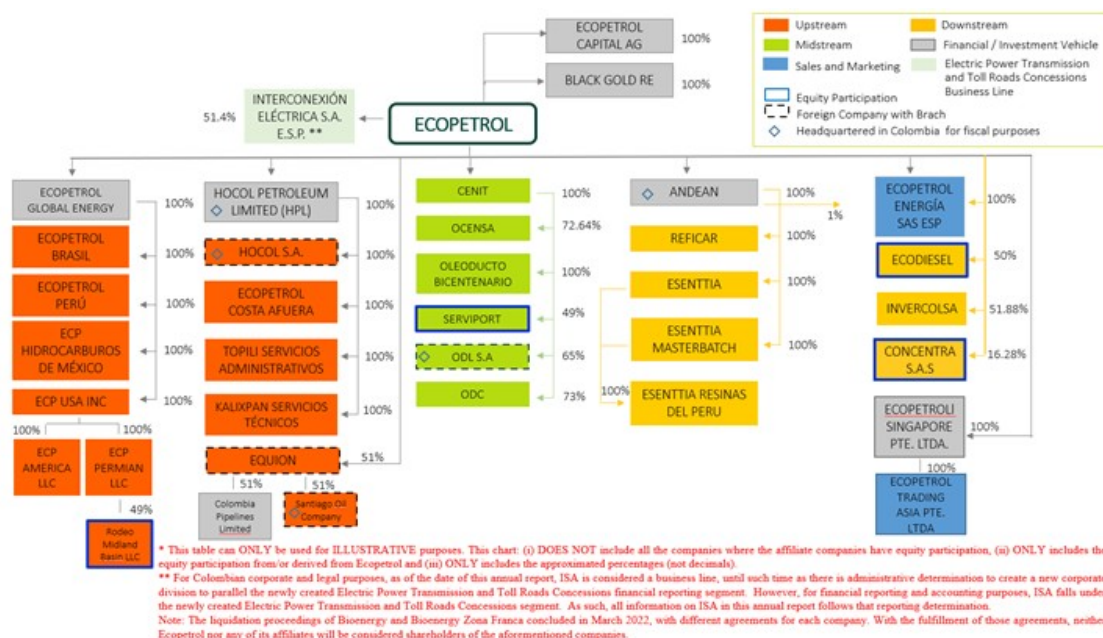 ECOPETROL
CAPITAL AG
100%
BLACK GOLD RE
100%
INTERCONEXIÓN
ELÉCTRICA S.A.
E.S.P. **
51.4%
ECOPETROL
Upstream
Midstream
Sales and Marketing
Equity Participation
Foreign Company with Brach
Headquartered in Colombia for fiscal purposes
Downstream
Financial / Investment Vehicle
Electric Power Transmission
and Toll Roads Concessions
Business Line
ECOPETROL
GLOBAL ENERGY
100%
ECOPETROL
BRASIL
100%
ECOPETROL
PERÚ
100%
ECP
HIDROCARBUROS
DE MÉXICO
100%
ECP USA INC
100%
100%
100%
ECP
AMERICA
LLC
ECP
PERMIAN
LLC
49%
Rodeo
Midland
Basin LLC
HOCOL PETROLEUM
LIMITED (HPL)
100%
HOCOL S.A.
100%
ECOPETROL
COSTA AFUERA
100%
TOPILI SERVICIOS
ADMINISTRATIVOS
100%
KALIXPAN SERVICIOS
TÉCNICOS
100%
EQUION
51%
51%
51%
Colombia
Pipelines
Limited
Santiago Oil
Company
CENIT
100%
OCENSA
72.64%
OLEODUCTO
BICENTENARIO
100%
SERVIPORT
49%
ODL S.A
65%
ODC
73%
ANDEAN
100%
1%
REFICAR
100%
ESENTTIA
100%
ESENTTIA
MASTERBATCH
100%
100%
ESENTTIA RESINAS
DEL PERU
ECOPETROL
ENERGÍA
SAS ESP
100%
ECODIESEL
50%
INVERCOLSA
51.88%
CONCENTRA
S.A.S
16.28%
ECOPETROLÍ
SINGAPORE
PTE. LTDA.
100%
100%
ECOPETROL
TRADING
ASIA PTE.
LTDA
* This table can ONLY be used for ILLUSTRATIVE purposes. This chart: (i) DOES NOT include all the companies where the affiliate companies have equity participation, (ii) ONLY includes the
equity participation from/or derived from Ecopetrol and (iii) ONLY includes the approximated percentages (not decimals).
** For Colombian corporate and legal purposes, as of the date of this annual report, ISA is considered a business line, until such time as there is administrative determination to create a new corporate
division to parallel the newly created Electric Power Transmission and Toll Roads Concessions financial reporting segment. However, for financial reporting and accounting purposes, ISA falls under
the newly created Electric Power Transmission and Toll Roads Concessions segment. As such, all information on ISA in this annual report follows that reporting determination.
Note: The liquidation proceedings of Bioenergy and Bioenergy Zona Franca concluded in March 2022, with different agreements for each company. With the fulfillment of those agreements, neither
Ecopetrol nor any of its affiliates will be considered shareholders of the aforementioned companies.